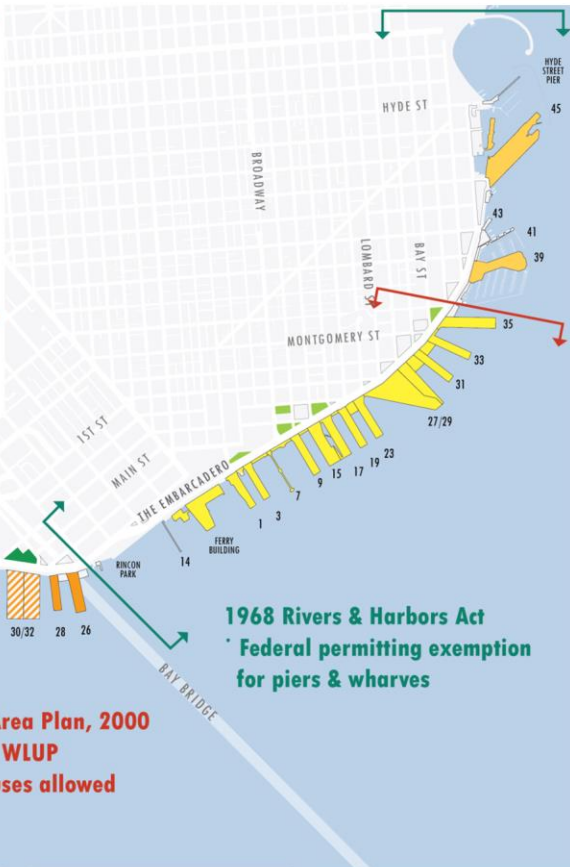 HYDE
STREET
PIER
45
HYDE ST
BROADWAY
43
41
39
LOMBARD ST
BAY ST
35
MONTGOMERY ST
33
31
27/29
1ST ST
MAIN ST
THE EMBARCADERO
23
19
17
15
9
7
3
1
FERRY
BUILDING
14
RINCON
PARK
30/32
28
26
BAY BRIDGE
1968 Rivers & Harbors Act
· Federal permitting exemption
for piers & wharves
Area Plan, 2000
WLUP
uses allowed